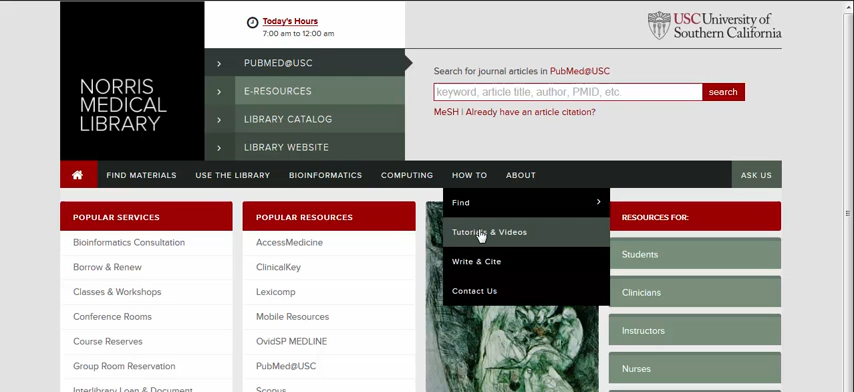 Today's Hours
7:00 am to 12:00 am
USC University of
Southern California
NORRIS
MEDICAL
LIBRARY
PUBMED@USC
E-RESOURCES
LIBRARY CATALOG
LIBRARY WEBSITE
Search for journal articles in PubMed@USC
keyword, article title, author, PMID, etc.
search
MeSH | Already have an article citation?
FIND MATERIALS
USE THE LIBRARY
BIOINFORMATICS
COMPUTING
HOW TO
ABOUT
ASK US
Find
Tutorials & Videos
Write & Cite
Contact Us
POPULAR SERVICES
Bioinformatics Consultation
Borrow & Renew
Classes & Workshops
Conference Rooms
Course Reserves
Group Room Reservation
Interlibrary Loan & Document
POPULAR RESOURCES
AccessMedicine
ClinicalKey
Lexicomp
Mobile Resources
OvidSP MEDLINE
PubMed@USC
Scopus
RESOURCES FOR:
Students
Clinicians
Instructors
Nurses